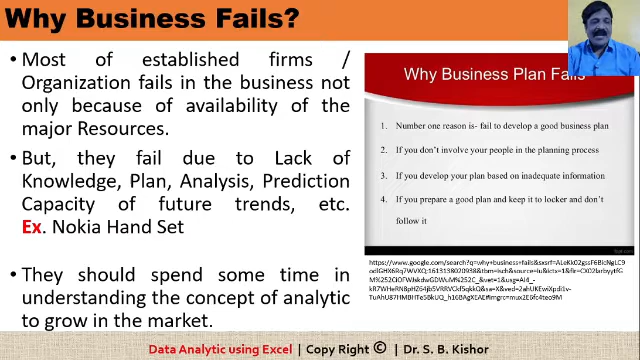 Why Business Fails?
• Most of established firms /
Organization fails in the business not
only because of availability of the
major Resources.
• But, they fail due to Lack of
Knowledge, Plan, Analysis, Prediction
Capacity of future trends, etc.
Ex. Nokia Hand Set
• They should spend some time in
understanding the concept of analytic
to grow in the market.
Why Business Plan Fails
1. Number one reason is- fail to develop a good business plan
2. If you don't involve your people in the planning process
3. If you develop your plan based on inadequate information
4. If you prepare a good plan and keep it to locker and don't
follow it
Data Analytic using Excel | Copy Right © | Dr. S. B. Kishor